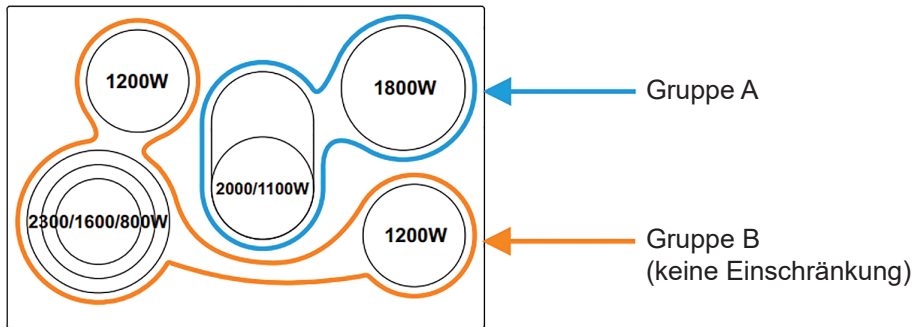 1200W
1800W
Gruppe A
2000/1100W
2300/1600/800W
1200W
Gruppe B
(keine Einschränkung)